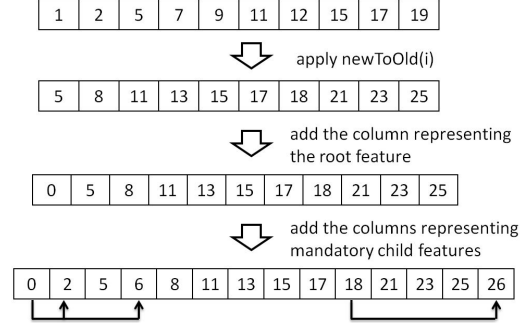 1 2 5 7 9 11 12 15 17 19
apply newToOld(i)
5 8 11 13 15 17 18 21 23 25
add the column representing
the root feature
0 5 8 11 13 15 17 18 21 23 25
add the columns representing
mandatory child features
0 2 5 6 8 11 13 15 17 18 21 23 25 26